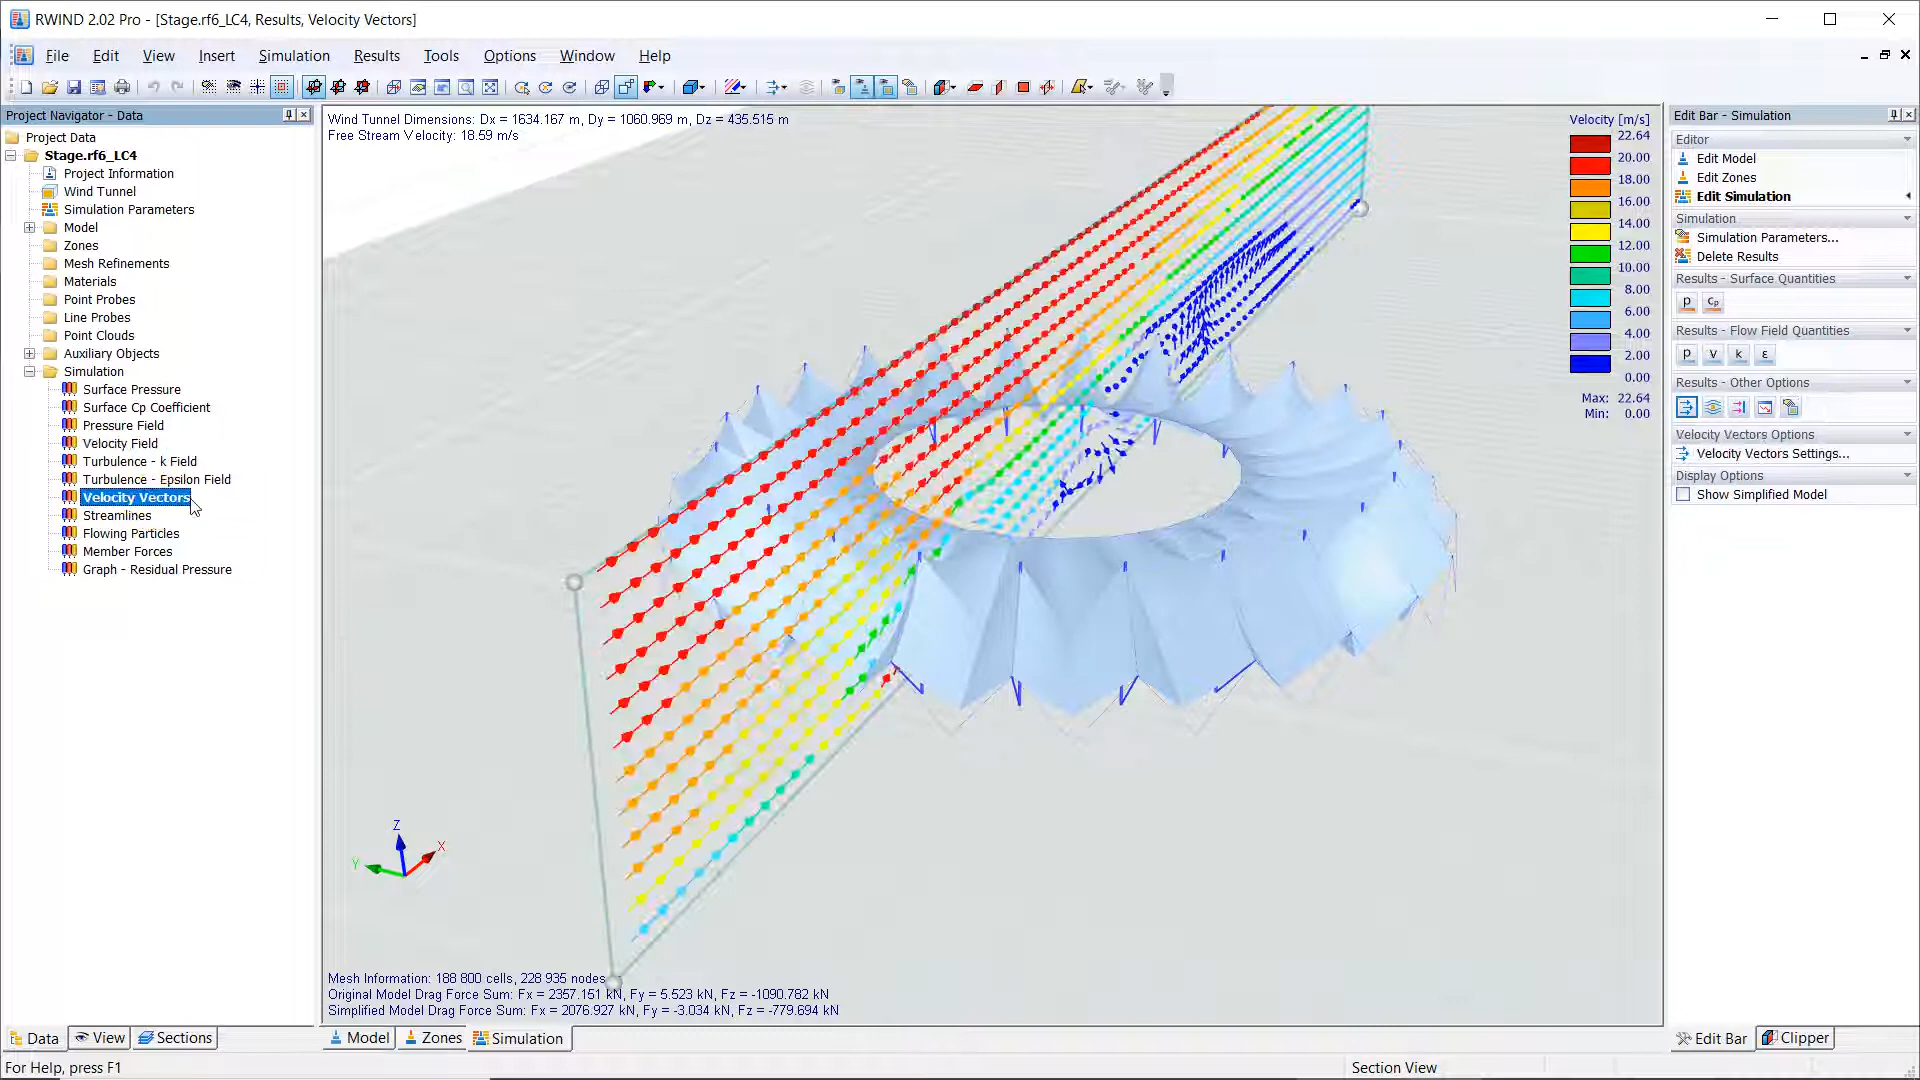 RWIND 2.02 Pro - [Stage.rf6_LC4, Results, Velocity Vectors]
File Edit View Insert Simulation Results Tools Options Window Help
Project Navigator - Data
Project Data
Stage.rf6_LC4
Project Information
Wind Tunnel
Simulation Parameters
Model
Zones
Mesh Refinements
Materials
Point Probes
Line Probes
Point Clouds
Auxiliary Objects
Simulation
Surface Pressure
Surface Cp Coefficient
Pressure Field
Velocity Field
Turbulence - k Field
Turbulence - Epsilon Field
Velocity Vectors
Streamlines
Flowing Particles
Member Forces
Graph - Residual Pressure
Data View Sections
Wind Tunnel Dimensions: Dx = 1634.167 m, Dy = 1060.969 m, Dz = 435.515 m
Free Stream Velocity: 18.59 m/s
Velocity [m/s]
22.64
20.00
18.00
16.00
14.00
12.00
10.00
8.00
6.00
4.00
2.00
0.00
Max: 22.64
Min: 0.00
Z
Y
X
Mesh Information: 188 800 cells, 228 935 nodes
Original Model Drag Force Sum: Fx = 2357.151 kN, Fy = 5.523 kN, Fz = -1090.782 kN
Simplified Model Drag Force Sum: Fx = 2076.927 kN, Fy = -3.034 kN, Fz = -779.694 kN
Model Zones Simulation
Edit Bar - Simulation
Editor
Edit Model
Edit Zones
Edit Simulation
Simulation
Simulation Parameters...
Delete Results
Results - Surface Quantities
p cp
Results - Flow Field Quantities
p v k ε
Results - Other Options
Velocity Vectors Options
Velocity Vectors Settings...
Display Options
Show Simplified Model
Edit Bar Clipper
For Help, press F1
Section View